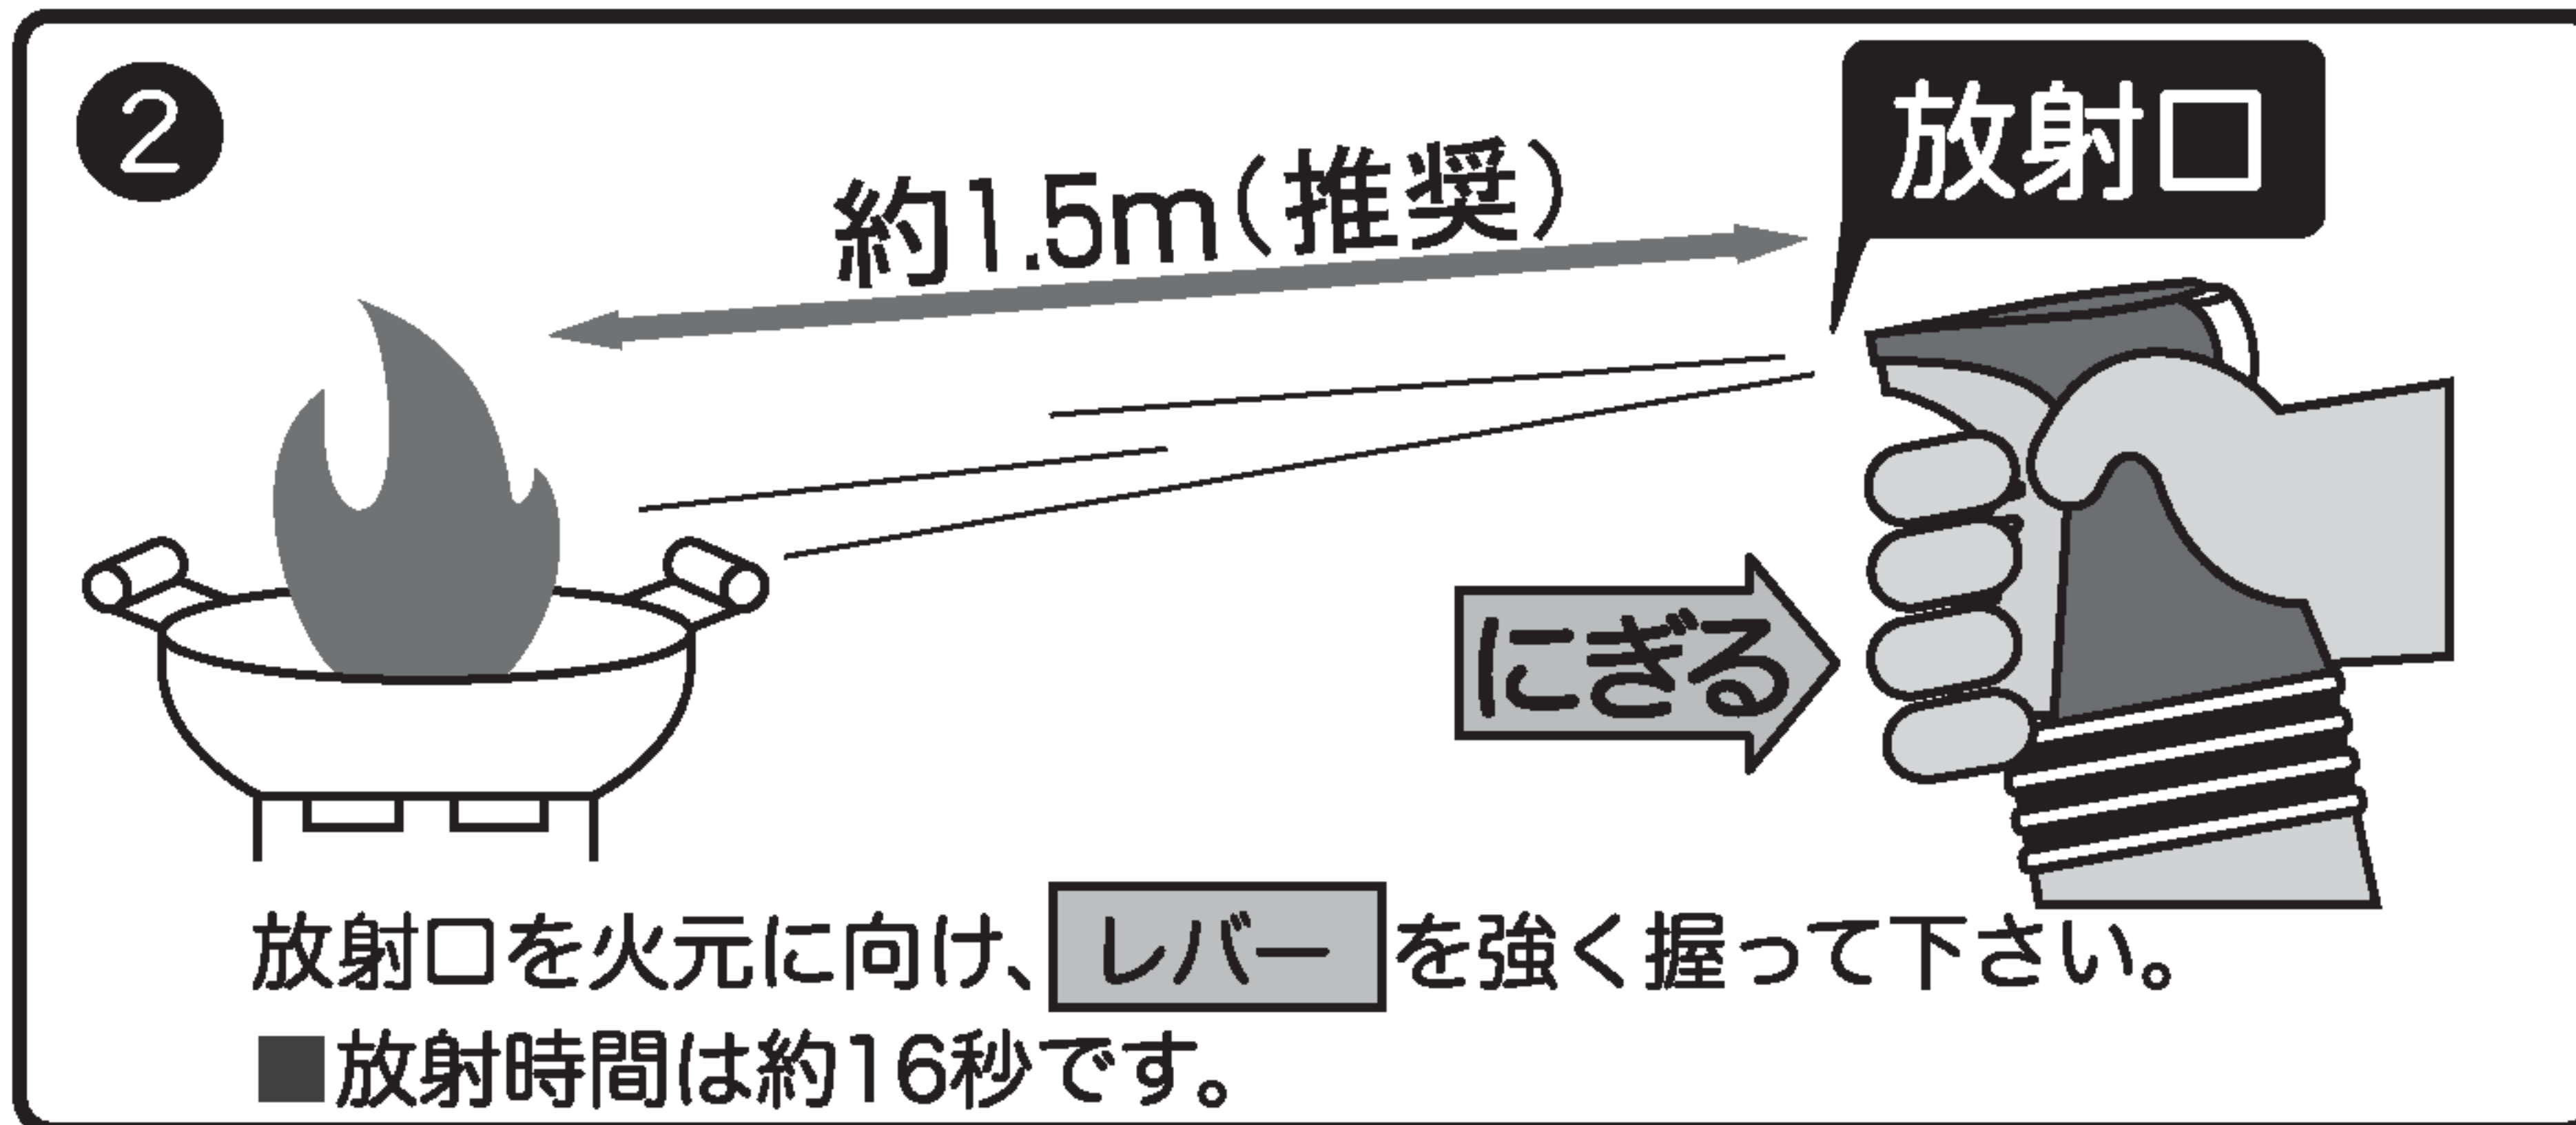 ②
放射口
約1.5m(推奨)
にぎる
放射口を火元に向け、レバーを強く握って下さい。
■放射時間は約16秒です。